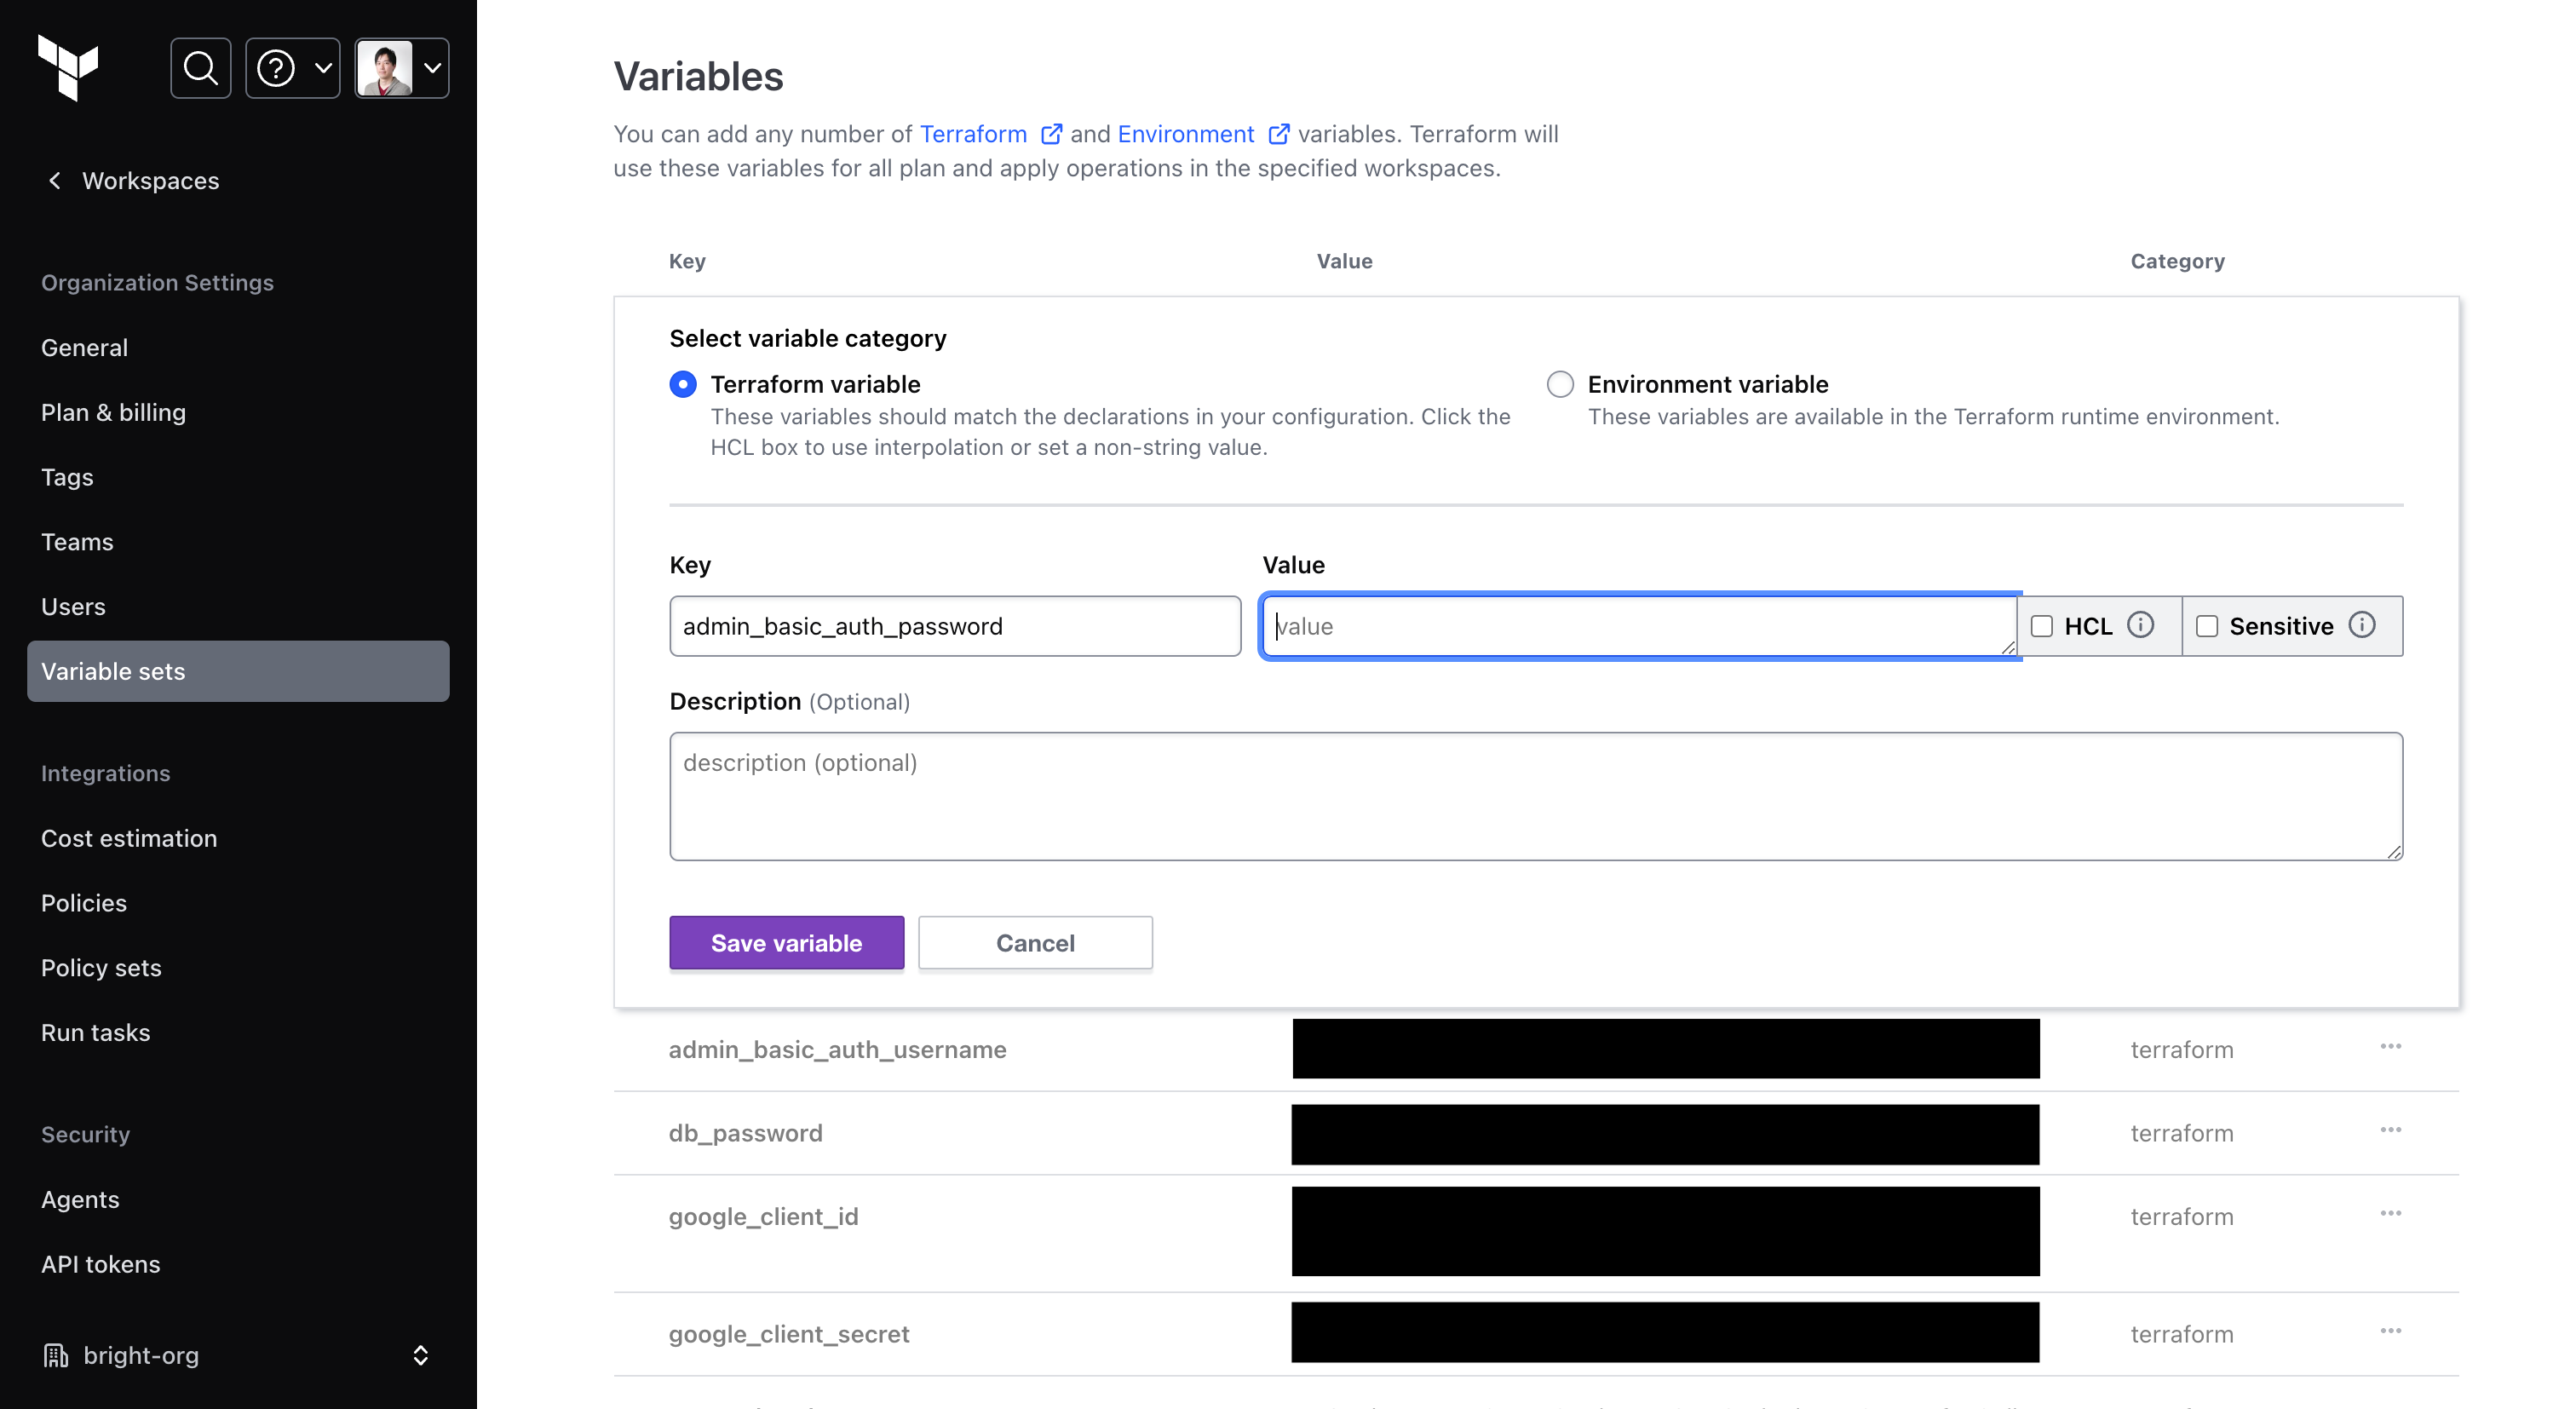 Workspaces
Organization Settings
General
Plan & billing
Tags
Teams
Users
Variable sets
Integrations
Cost estimation
Policies
Policy sets
Run tasks
Security
Agents
API tokens
bright-org
Variables
You can add any number of Terraform and Environment variables. Terraform will
use these variables for all plan and apply operations in the specified workspaces.
Key Value Category
Select variable category
Terraform variable
These variables should match the declarations in your configuration. Click the
HCL box to use interpolation or set a non-string value.
Environment variable
These variables are available in the Terraform runtime environment.
Key
admin_basic_auth_password
Value
value
HCL
Sensitive
Description (Optional)
description (optional)
Save variable
Cancel
admin_basic_auth_username terraform
db_password terraform
google_client_id terraform
google_client_secret terraform